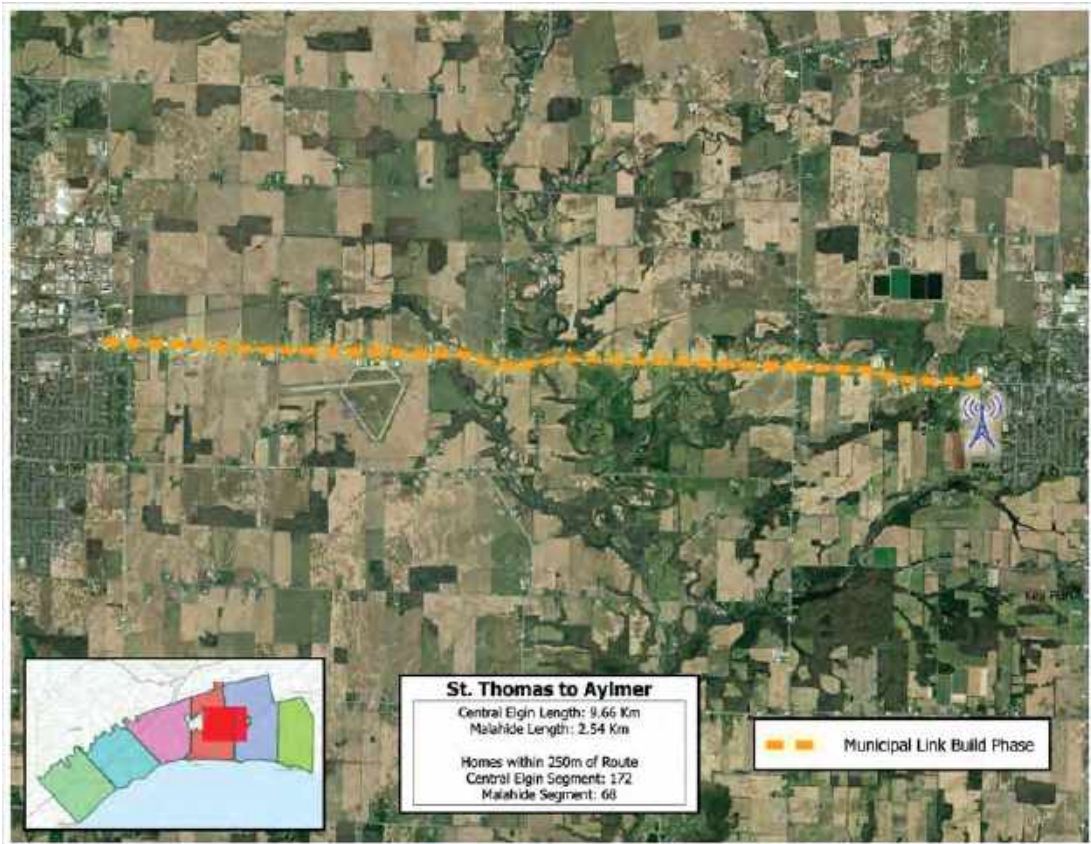 St. Thomas to Aylmer
Central Elgin Length: 9.66 Km
Malahide Length: 2.54 Km
Homes within 250m of Route
Central Elgin Segment: 172
Malahide Segment: 68
Municipal Link Build Phase